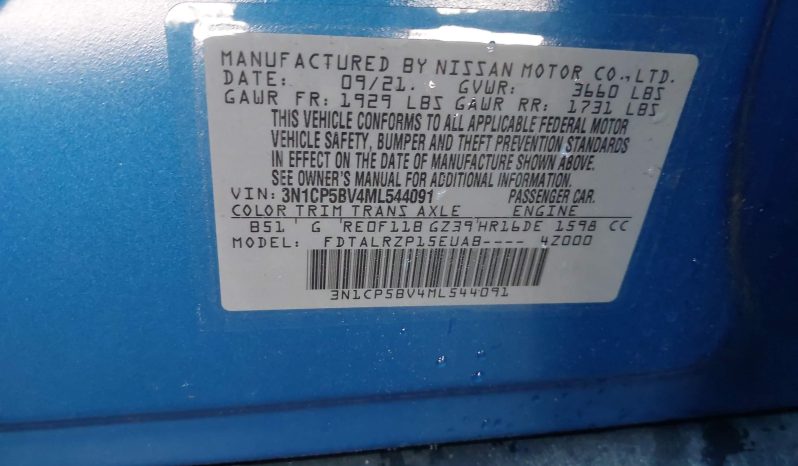 MANUFACTURED BY NISSAN MOTOR CO.,LTD.
DATE: 09/21. GVWR: 3660 LBS
GAWR FR: 1929 LBS GAWR RR: 1731 LBS
THIS VEHICLE CONFORMS TO ALL APPLICABLE FEDERAL MOTOR
VEHICLE SAFETY, BUMPER AND THEFT PREVENTION STANDARDS
IN EFFECT ON THE DATE OF MANUFACTURE SHOWN ABOVE.
SEE OWNER'S MANUAL FOR ADDITIONAL INFORMATION
VIN: 3N1CP5BV4ML544091 PASSENGER CAR.
COLOR TRIM TRANS AXLE ENGINE
B51 G RE0F11B GZ39 HR16DE 1598 CC
MODEL: FDTALRZP15EUAB---- 4Z000
3N1CP5BV4ML544091